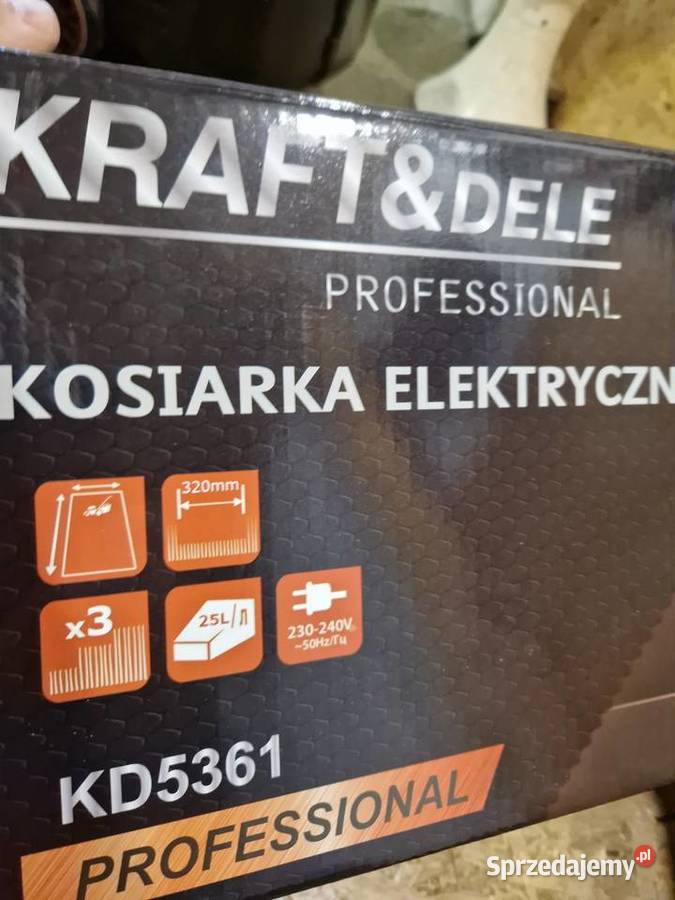 KRAFT&DELE
PROFESSIONAL
KOSIARKA ELEKTRYCZN
320mm
x3
25L/Л
230-240V
~50Hz/Гц
KD5361
PROFESSIONAL
Sprzedajemy.pl